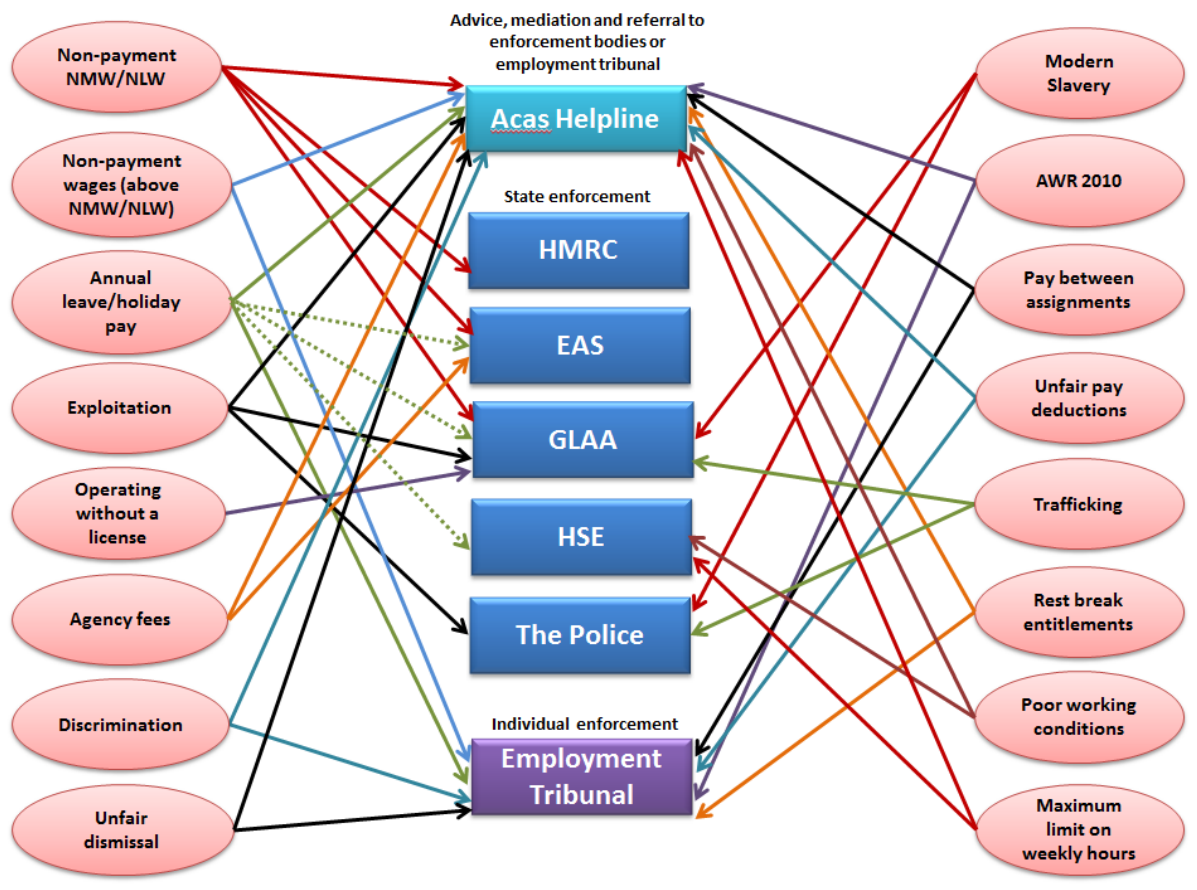 Advice, mediation and referral to
enforcement bodies or
employment tribunal
Non-payment
NMW/NLW
Non-payment
wages (above
NMW/NLW)
Annual
leave/holiday
pay
Exploitation
Operating
without a
license
Agency fees
Discrimination
Unfair
dismissal
Acas Helpline
State enforcement
HMRC
EAS
GLAA
HSE
The Police
Individual enforcement
Employment
Tribunal
Modern
Slavery
AWR 2010
Pay between
assignments
Unfair pay
deductions
Trafficking
Rest break
entitlements
Poor working
conditions
Maximum
limit on
weekly hours